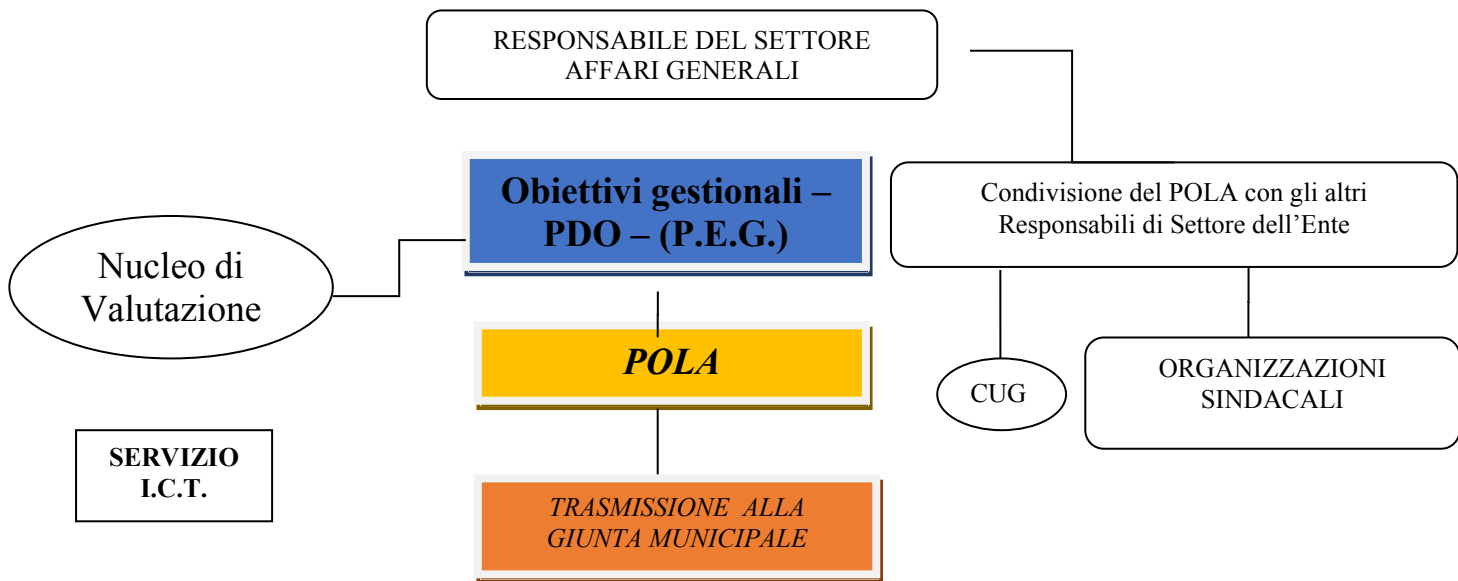 RESPONSABILE DEL SETTORE
AFFARI GENERALI
Obiettivi gestionali –
PDO – (P.E.G.)
Condivisione del POLA con gli altri
Responsabili di Settore dell’Ente
Nucleo di
Valutazione
POLA
CUG
ORGANIZZAZIONI
SINDACALI
SERVIZIO
I.C.T.
TRASMISSIONE ALLA
GIUNTA MUNICIPALE